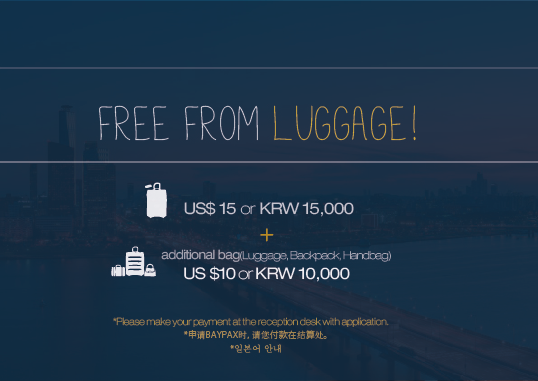 FREE FROM LUGGAGE!
US$ 15 or KRW 15,000
+
additional bag(Luggage, Backpack, Handbag)
US $10 or KRW 10,000
*Please make your payment at the reception desk with application.
*申请BAYPAX时, 请您付款在结算处。
*일본어 안내